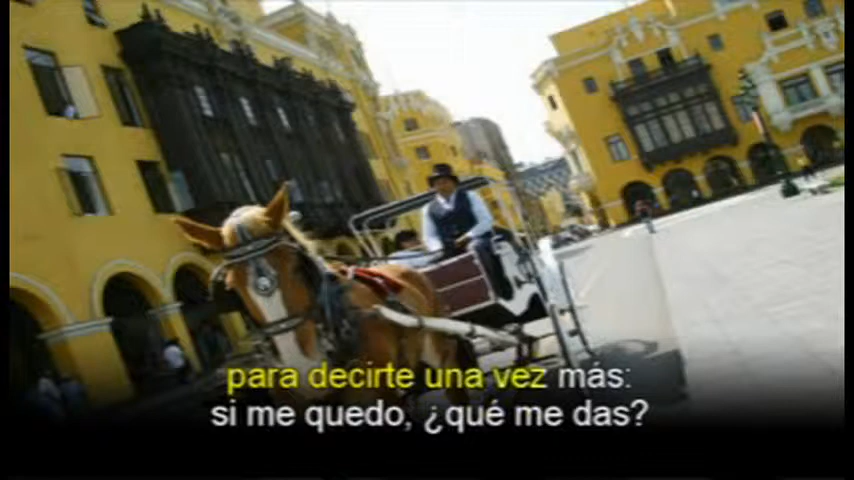 para decirte una vez más:
si me quedo, ¿qué me das?